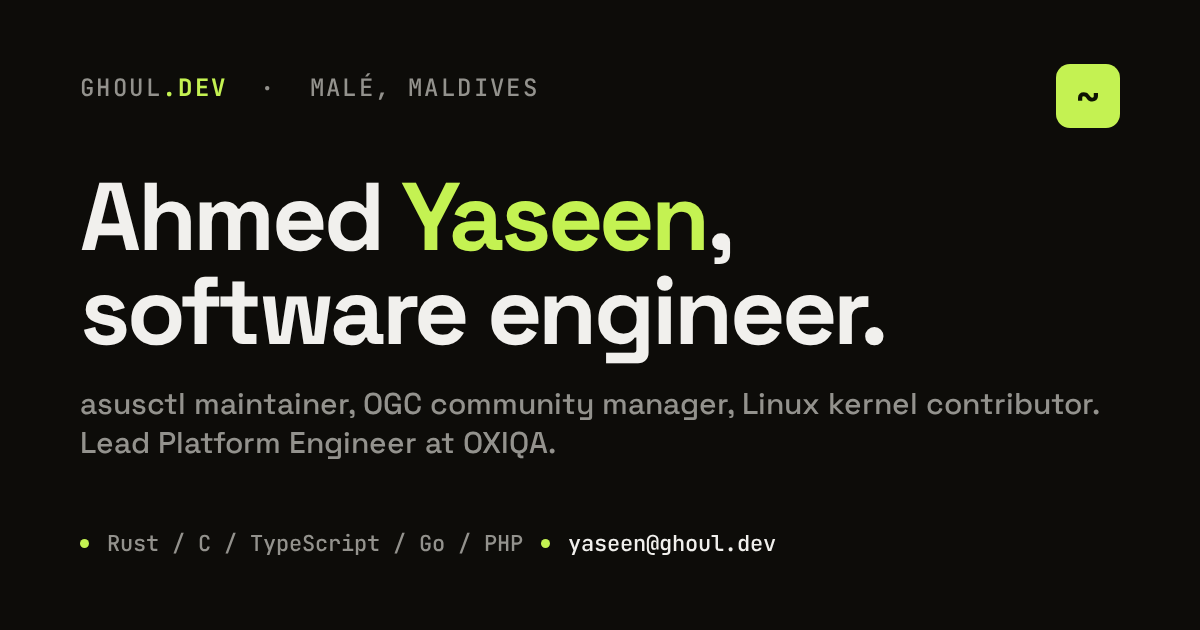 GHOUL.DEV · MALÉ, MALDIVES
~
Ahmed Yaseen,
software engineer.
asusctl maintainer, OGC community manager, Linux kernel contributor.
Lead Platform Engineer at OXIQA.
• Rust / C / TypeScript / Go / PHP • yaseen@ghoul.dev